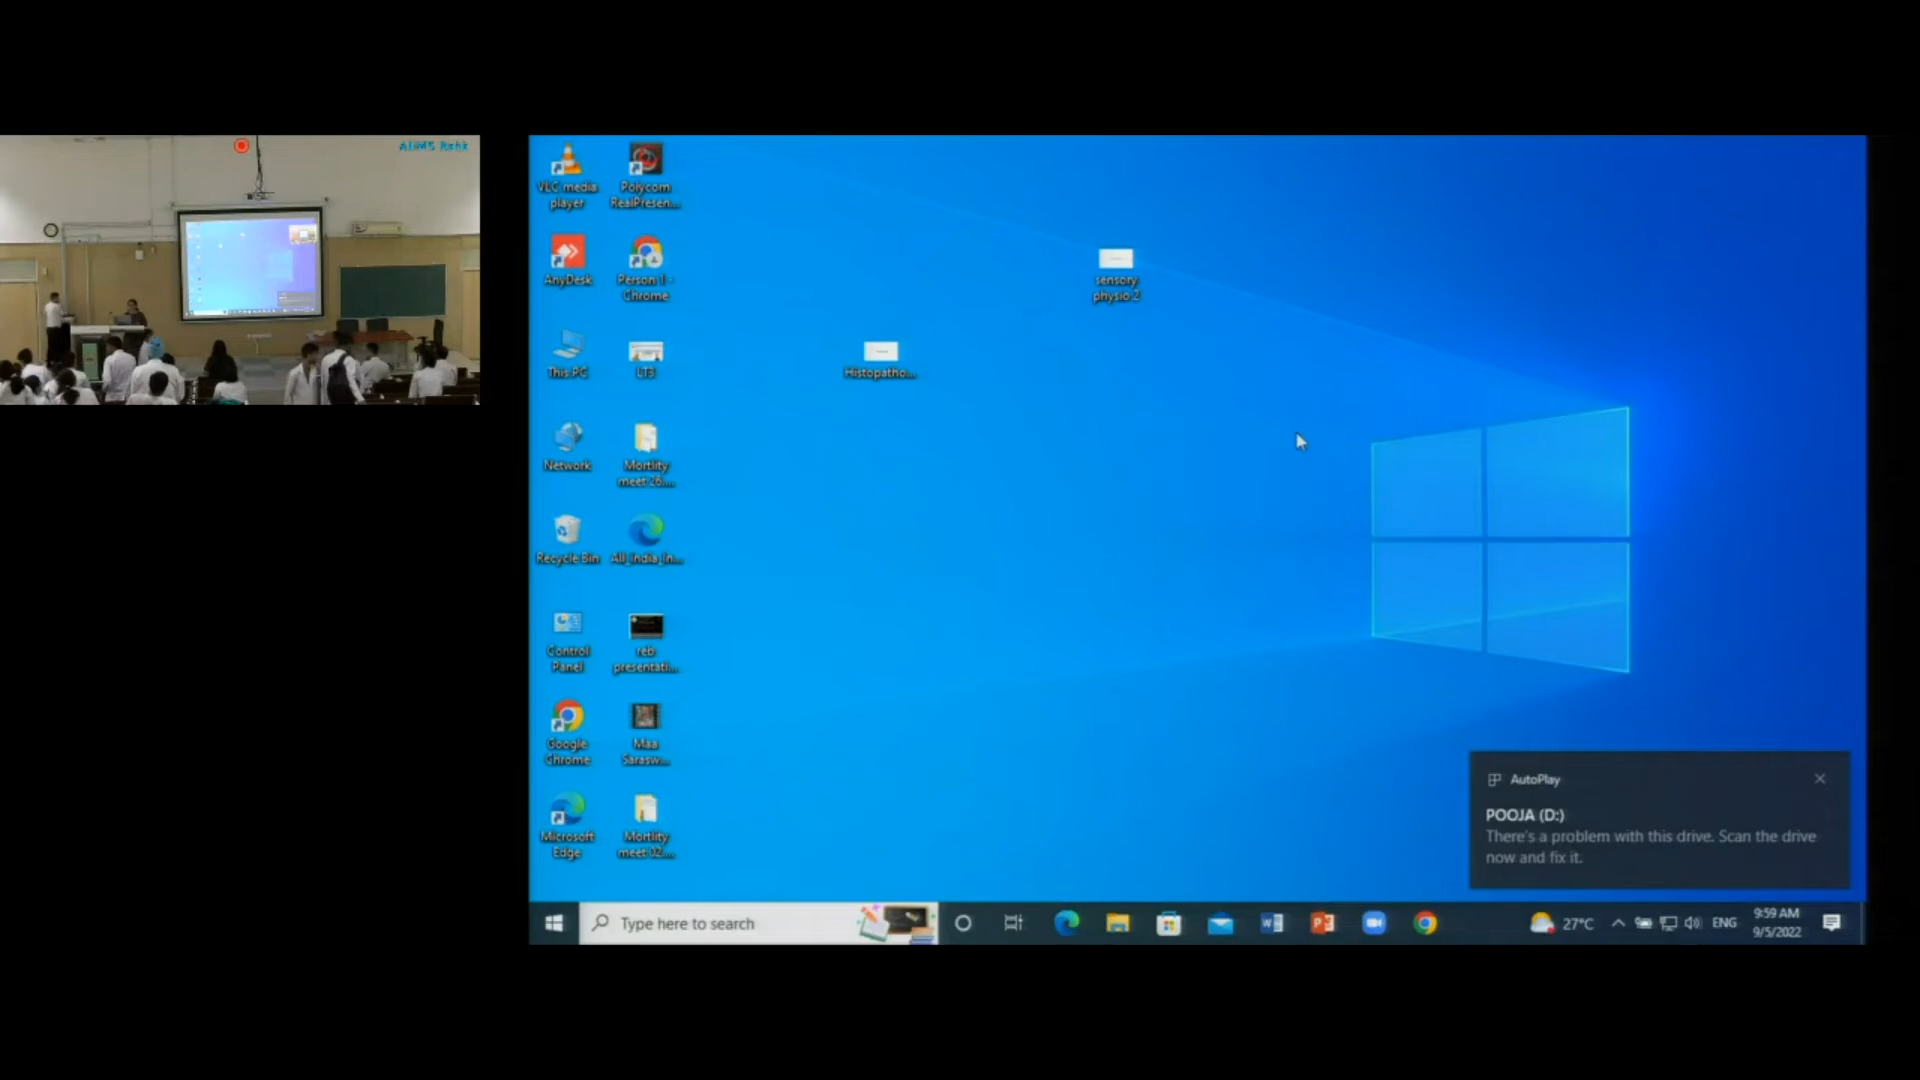 VLC media
player
Polycom
RealPresen...
AnyDesk
Person 1 -
Chrome
sensory
physio 2
This PC
LT3
Histopatho...
Network
Mortlity
meet 26....
Recycle Bin
All_India_In...
Control
Panel
reb
presentati...
Google
Chrome
Maa
Sarasw...
Microsoft
Edge
Mortlity
meet 02....
AutoPlay
POOJA (D:)
There's a problem with this drive. Scan the drive
now and fix it.
Type here to search
27°C
ENG
9:59 AM
9/5/2022